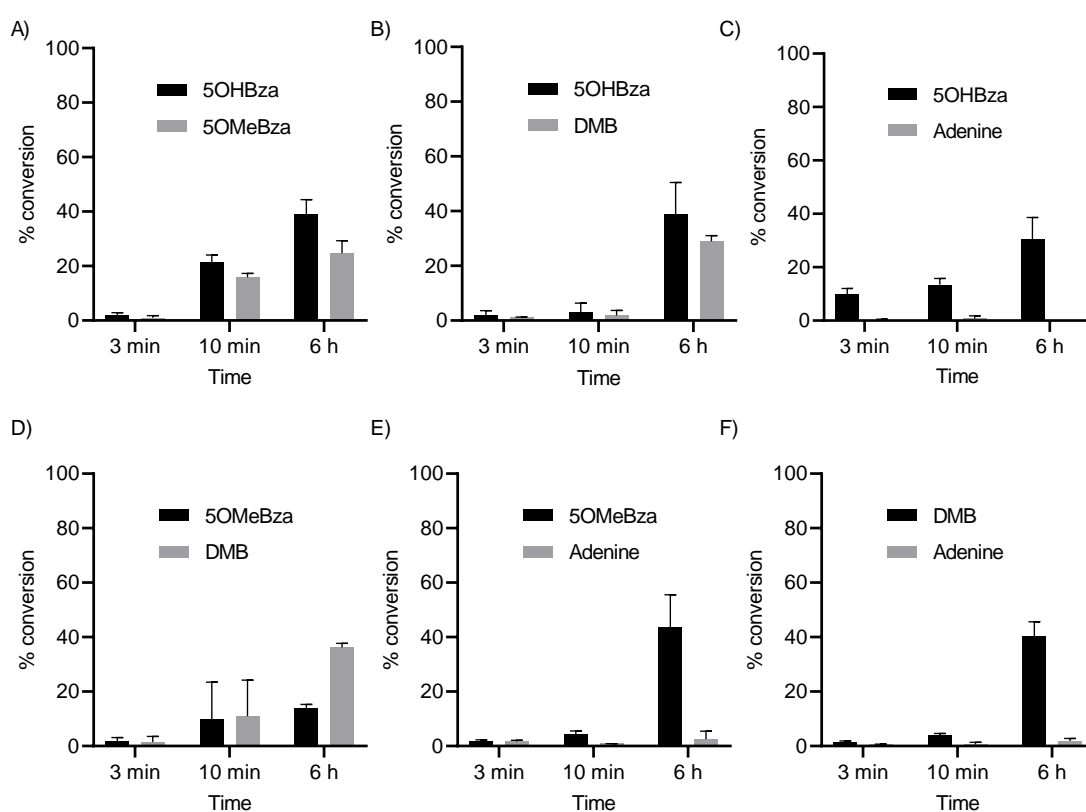 A)
100
80
60
40
20
0
% conversion
5OHBza
5OMeBza
3 min 10 min 6 h
Time
B)
100
80
60
40
20
0
% conversion
5OHBza
DMB
3 min 10 min 6 h
Time
C)
100
80
60
40
20
0
% conversion
5OHBza
Adenine
3 min 10 min 6 h
Time
D)
100
80
60
40
20
0
% conversion
5OMeBza
DMB
3 min 10 min 6 h
Time
E)
100
80
60
40
20
0
% conversion
5OMeBza
Adenine
3 min 10 min 6 h
Time
F)
100
80
60
40
20
0
% conversion
DMB
Adenine
3 min 10 min 6 h
Time